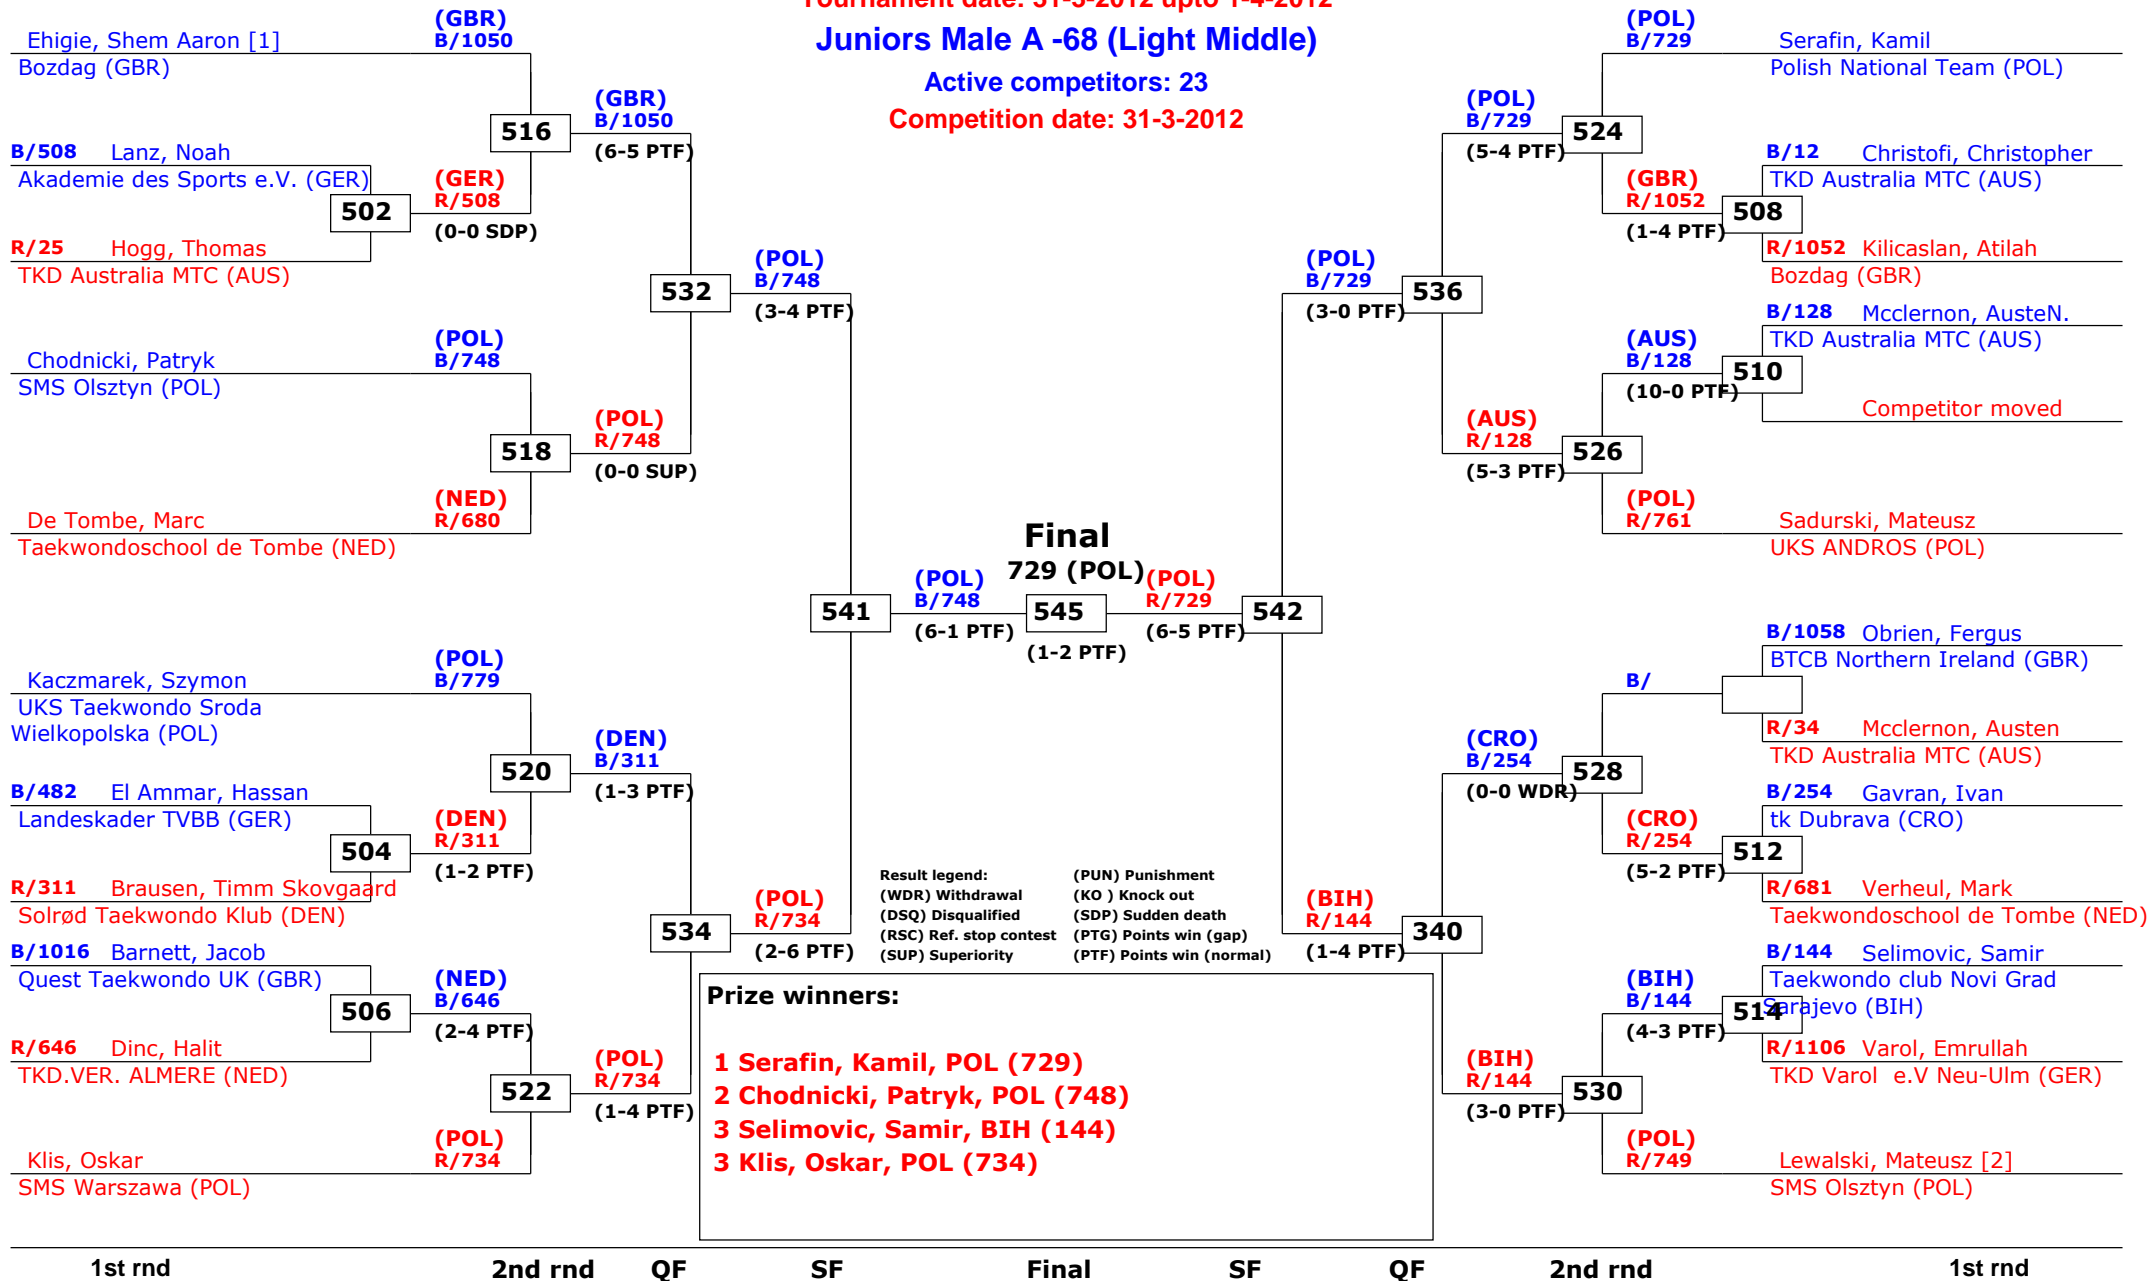 Tournament date: 31-3-2012 upto 1-4-2012
Juniors Male A -68 (Light Middle)
Active competitors: 23
Competition date: 31-3-2012
Ehigie, Shem Aaron [1]
Bozdag (GBR)
(GBR)
B/1050
B/508 Lanz, Noah
Akademie des Sports e.V. (GER)
502
R/25 Hogg, Thomas
TKD Australia MTC (AUS)
(GER)
R/508
(0-0 SDP)
516
(GBR)
B/1050
(6-5 PTF)
Chodnicki, Patryk
SMS Olsztyn (POL)
(POL)
B/748
518
De Tombe, Marc
Taekwondoschool de Tombe (NED)
(NED)
R/680
(POL)
R/748
(0-0 SUP)
532
(POL)
B/748
(3-4 PTF)
Kaczmarek, Szymon
UKS Taekwondo Sroda
Wielkopolska (POL)
(POL)
B/779
B/482 El Ammar, Hassan
Landeskader TVBB (GER)
504
R/311 Brausen, Timm Skovgaard
Solrød Taekwondo Klub (DEN)
(DEN)
R/311
(1-2 PTF)
520
(DEN)
B/311
(1-3 PTF)
B/1016 Barnett, Jacob
Quest Taekwondo UK (GBR)
506
R/646 Dinc, Halit
TKD.VER. ALMERE (NED)
(NED)
B/646
(2-4 PTF)
522
Klis, Oskar
SMS Warszawa (POL)
(POL)
R/734
(POL)
R/734
(1-4 PTF)
534
(POL)
R/734
(2-6 PTF)
541
(POL)
B/748
(6-1 PTF)
Final
729 (POL)
545
(1-2 PTF)
(POL)
R/729
(6-5 PTF)
542
(POL)
B/729
Serafin, Kamil
Polish National Team (POL)
(POL)
B/729
(5-4 PTF)
524
B/12 Christofi, Christopher
TKD Australia MTC (AUS)
(GBR)
R/1052
(1-4 PTF)
508
R/1052 Kilicaslan, Atilah
Bozdag (GBR)
(POL)
B/729
(3-0 PTF)
536
B/128 Mcclernon, AusteN.
TKD Australia MTC (AUS)
(AUS)
B/128
(10-0 PTF)
510
Competitor moved
(AUS)
R/128
(5-3 PTF)
526
(POL)
R/761
Sadurski, Mateusz
UKS ANDROS (POL)
B/1058 Obrien, Fergus
BTCB Northern Ireland (GBR)
B/
R/34 Mcclernon, Austen
TKD Australia MTC (AUS)
(CRO)
B/254
(0-0 WDR)
528
B/254 Gavran, Ivan
tk Dubrava (CRO)
(CRO)
R/254
(5-2 PTF)
512
R/681 Verheul, Mark
Taekwondoschool de Tombe (NED)
(BIH)
R/144
(1-4 PTF)
340
B/144 Selimovic, Samir
Taekwondo club Novi Grad
Sarajevo (BIH)
(BIH)
B/144
(4-3 PTF)
514
R/1106 Varol, Emrullah
TKD Varol e.V Neu-Ulm (GER)
(BIH)
R/144
(3-0 PTF)
530
(POL)
R/749
Lewalski, Mateusz [2]
SMS Olsztyn (POL)
Result legend: (PUN) Punishment
(WDR) Withdrawal (KO ) Knock out
(DSQ) Disqualified (SDP) Sudden death
(RSC) Ref. stop contest (PTG) Points win (gap)
(SUP) Superiority (PTF) Points win (normal)
Prize winners:
1 Serafin, Kamil, POL (729)
2 Chodnicki, Patryk, POL (748)
3 Selimovic, Samir, BIH (144)
3 Klis, Oskar, POL (734)
1st rnd 2nd rnd QF SF Final SF QF 2nd rnd 1st rnd